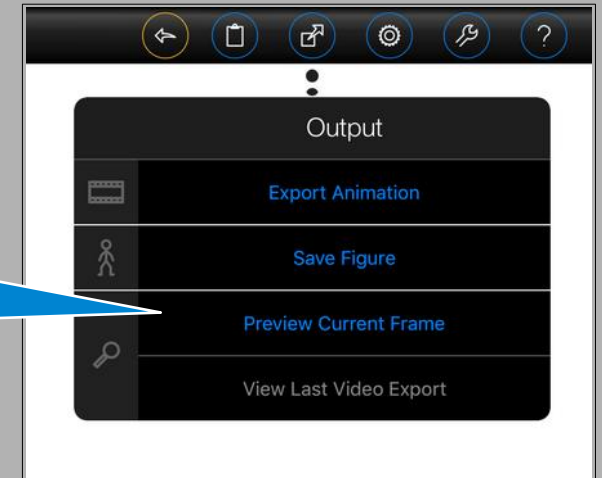 ?
Output
Export Animation
Save Figure
Preview Current Frame
View Last Video Export